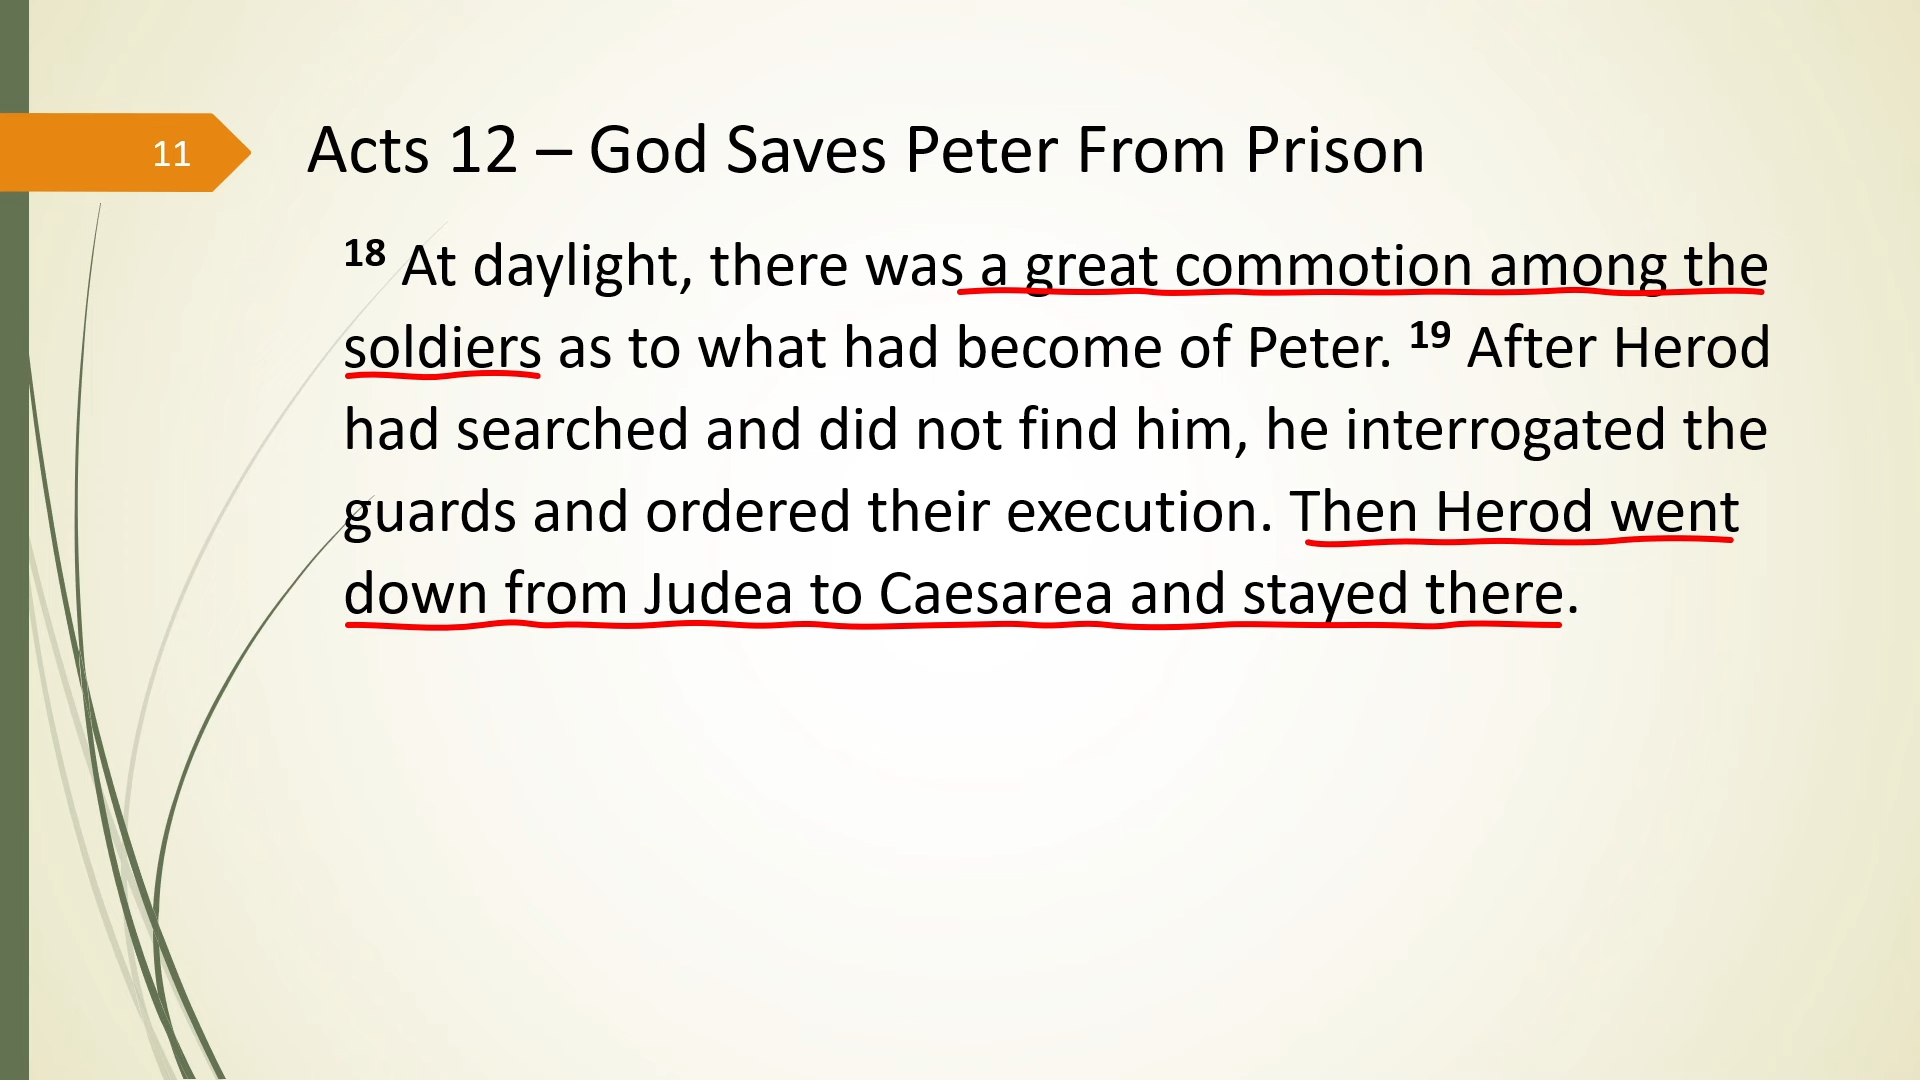 11
Acts 12 – God Saves Peter From Prison
18 At daylight, there was a great commotion among the
soldiers as to what had become of Peter. 19 After Herod
had searched and did not find him, he interrogated the
guards and ordered their execution. Then Herod went
down from Judea to Caesarea and stayed there.